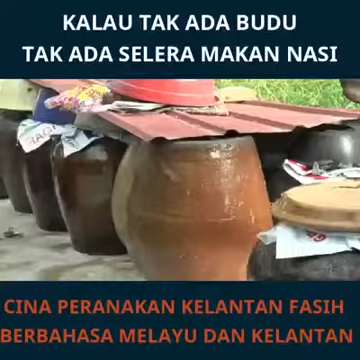 KALAU TAK ADA BUDU
TAK ADA SELERA MAKAN NASI
CINA PERANAKAN KELANTAN FASIH
BERBAHASA MELAYU DAN KELANTAN